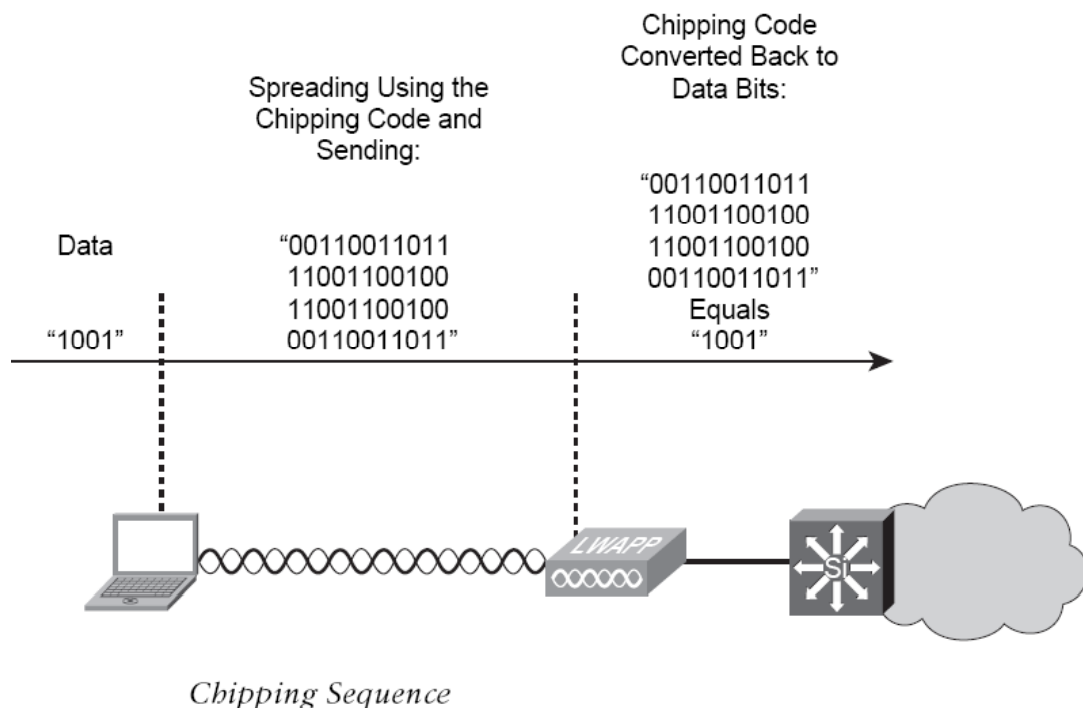 Chipping Code
Converted Back to
Data Bits:
Spreading Using the
Chipping Code and
Sending:
“00110011011
11001100100
11001100100
00110011011”
Equals
“1001”
Data
“1001”
“00110011011
11001100100
11001100100
00110011011”
LWAPP
Si
Chipping Sequence